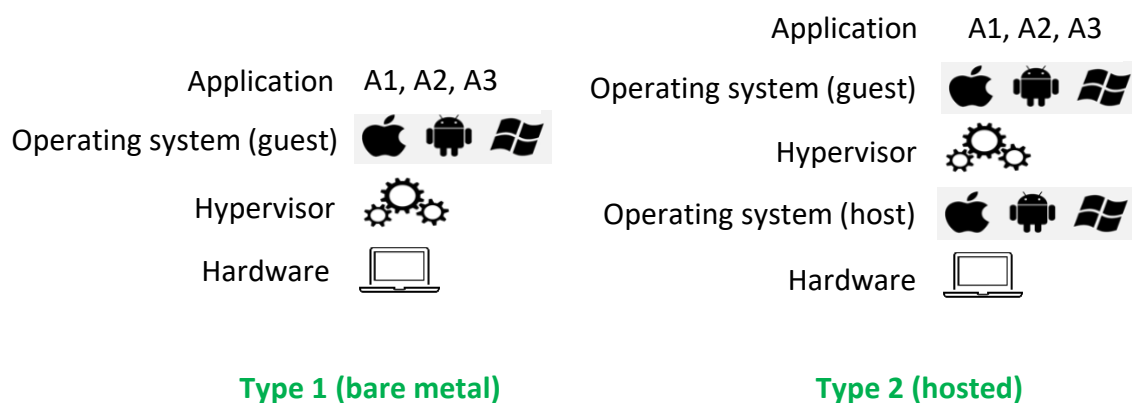 Application A1, A2, A3
Operating system (guest)
Hypervisor
Hardware
Type 1 (bare metal)
Application A1, A2, A3
Operating system (guest)
Hypervisor
Operating system (host)
Hardware
Type 2 (hosted)